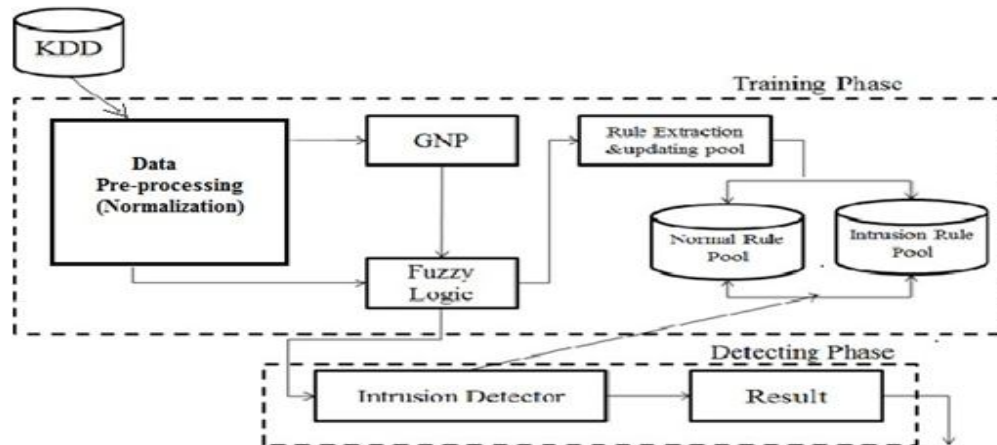 KDD
Training Phase
Data
Pre-processing
(Normalization)
GNP
Rule Extraction
&updating pool
Normal Rule
Pool
Intrusion Rule
Pool
Fuzzy
Logic
Detecting Phase
Intrusion Detector
Result